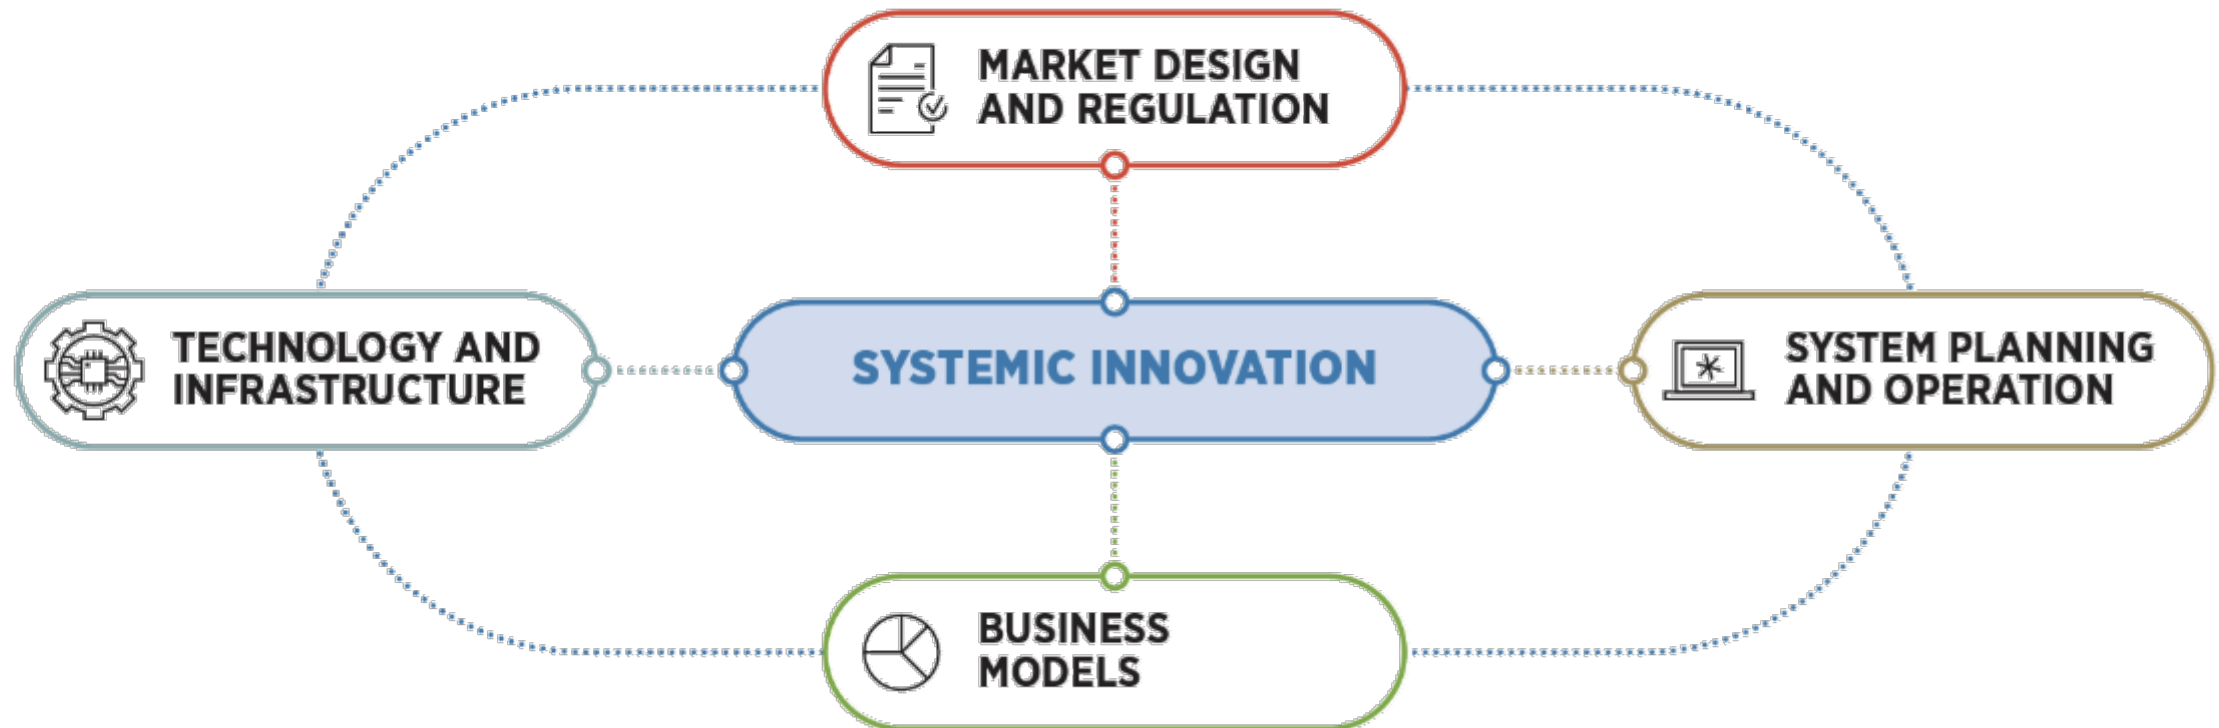 MARKET DESIGN
AND REGULATION
TECHNOLOGY AND
INFRASTRUCTURE
SYSTEMIC INNOVATION
SYSTEM PLANNING
AND OPERATION
BUSINESS
MODELS